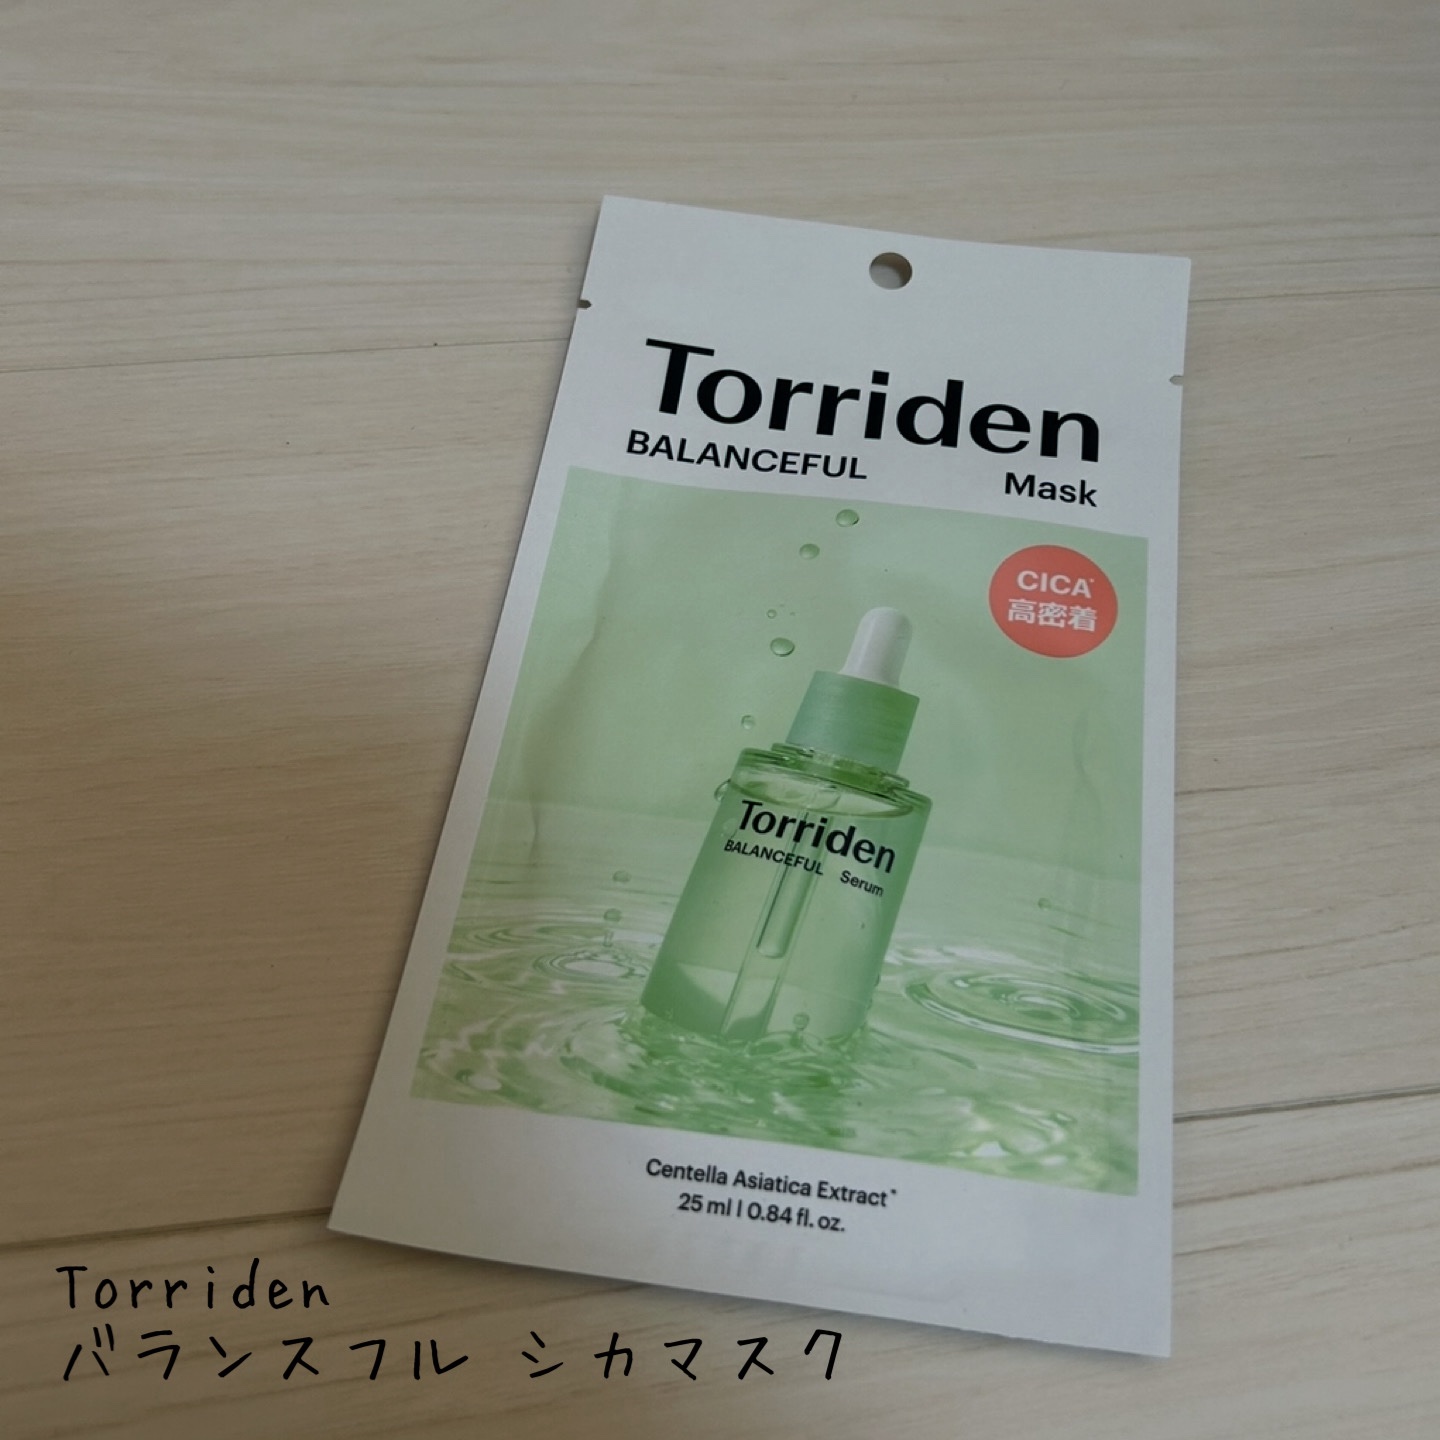 Torriden
BALANCEFUL Mask
CICA*
高密着
Torriden
BALANCEFUL Serum
Centella Asiatica Extract*
25 ml | 0.84 fl. oz.
Torriden
バランスフル シカマスク